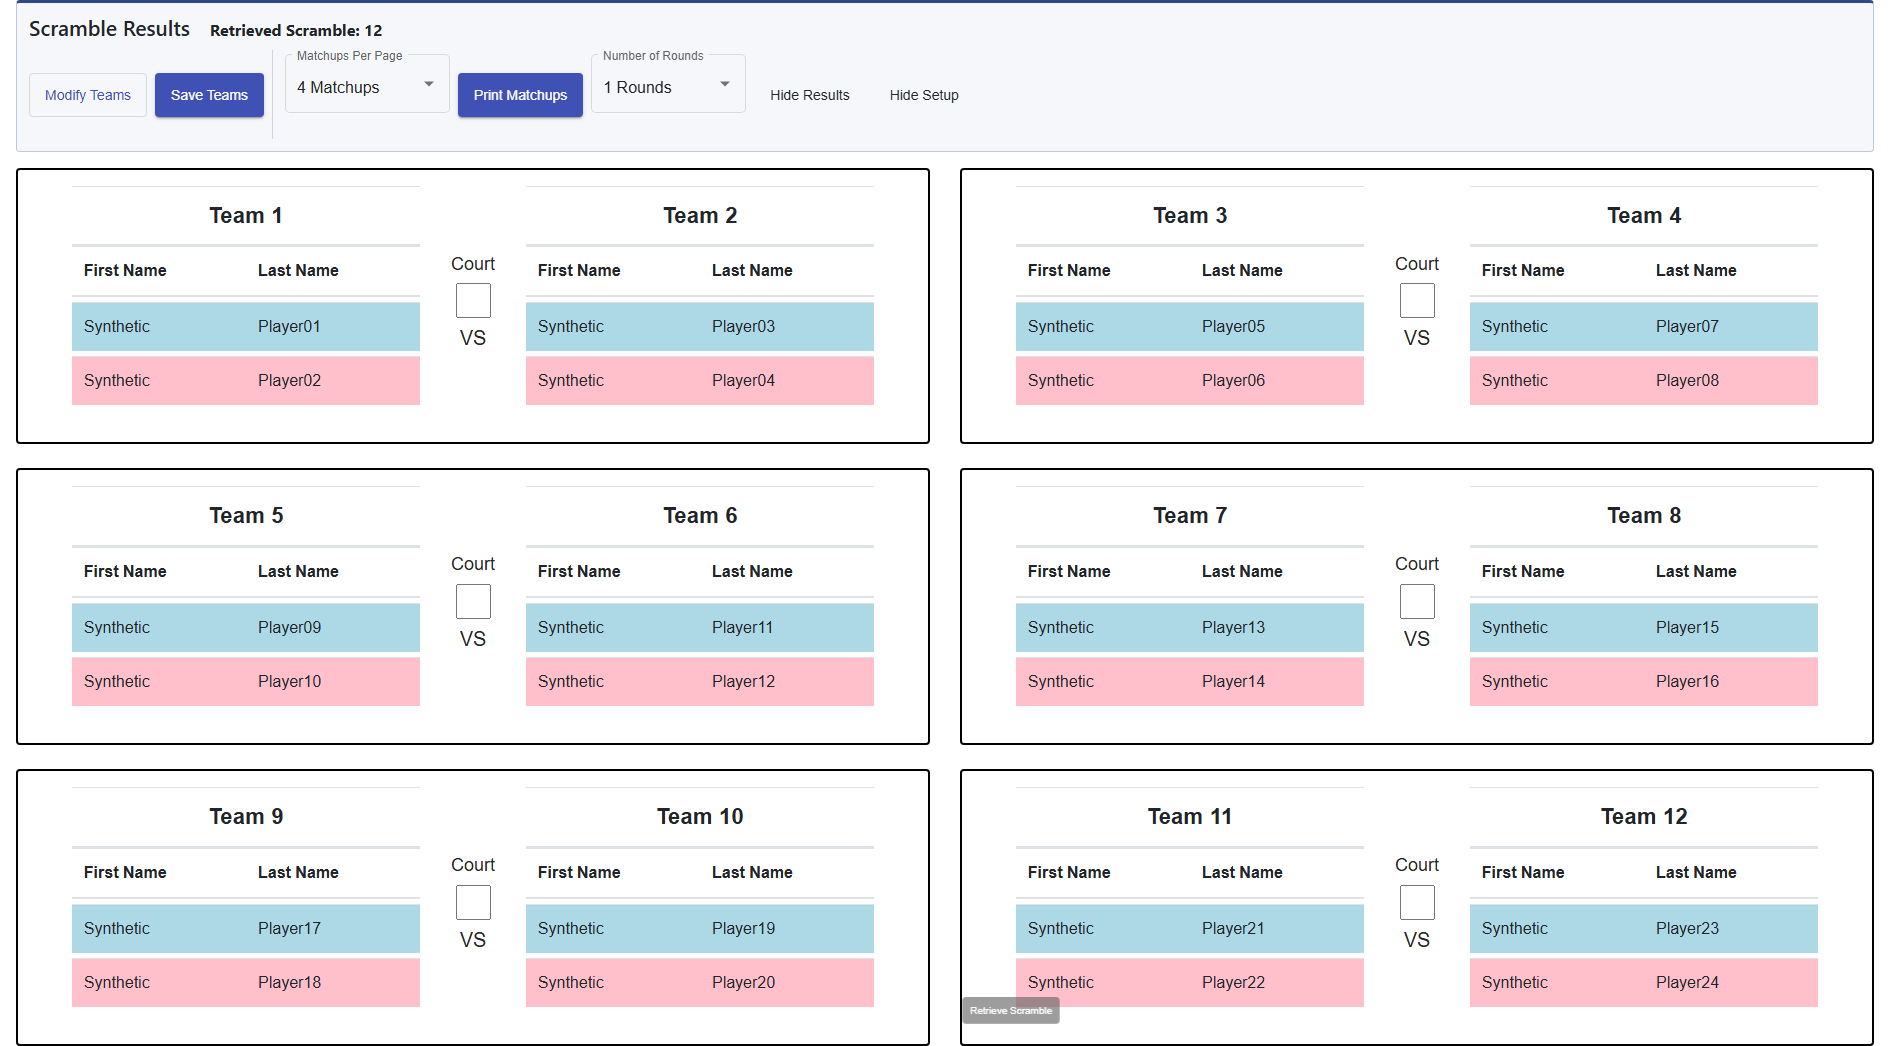 Scramble Results Retrieved Scramble: 12
Matchups Per Page Number of Rounds
Modify Teams Save Teams 4 Matchups Print Matchups 1 Rounds Hide Results Hide Setup
Team 1 Team 2
First Name Last Name Court First Name Last Name
Synthetic Player01 VS Synthetic Player03
Synthetic Player02 Synthetic Player04
Team 3 Team 4
First Name Last Name Court First Name Last Name
Synthetic Player05 VS Synthetic Player07
Synthetic Player06 Synthetic Player08
Team 5 Team 6
First Name Last Name Court First Name Last Name
Synthetic Player09 VS Synthetic Player11
Synthetic Player10 Synthetic Player12
Team 7 Team 8
First Name Last Name Court First Name Last Name
Synthetic Player13 VS Synthetic Player15
Synthetic Player14 Synthetic Player16
Team 9 Team 10
First Name Last Name Court First Name Last Name
Synthetic Player17 VS Synthetic Player19
Synthetic Player18 Synthetic Player20
Team 11 Team 12
First Name Last Name Court First Name Last Name
Synthetic Player21 VS Synthetic Player23
Synthetic Player22 Synthetic Player24
Retrieve Scramble